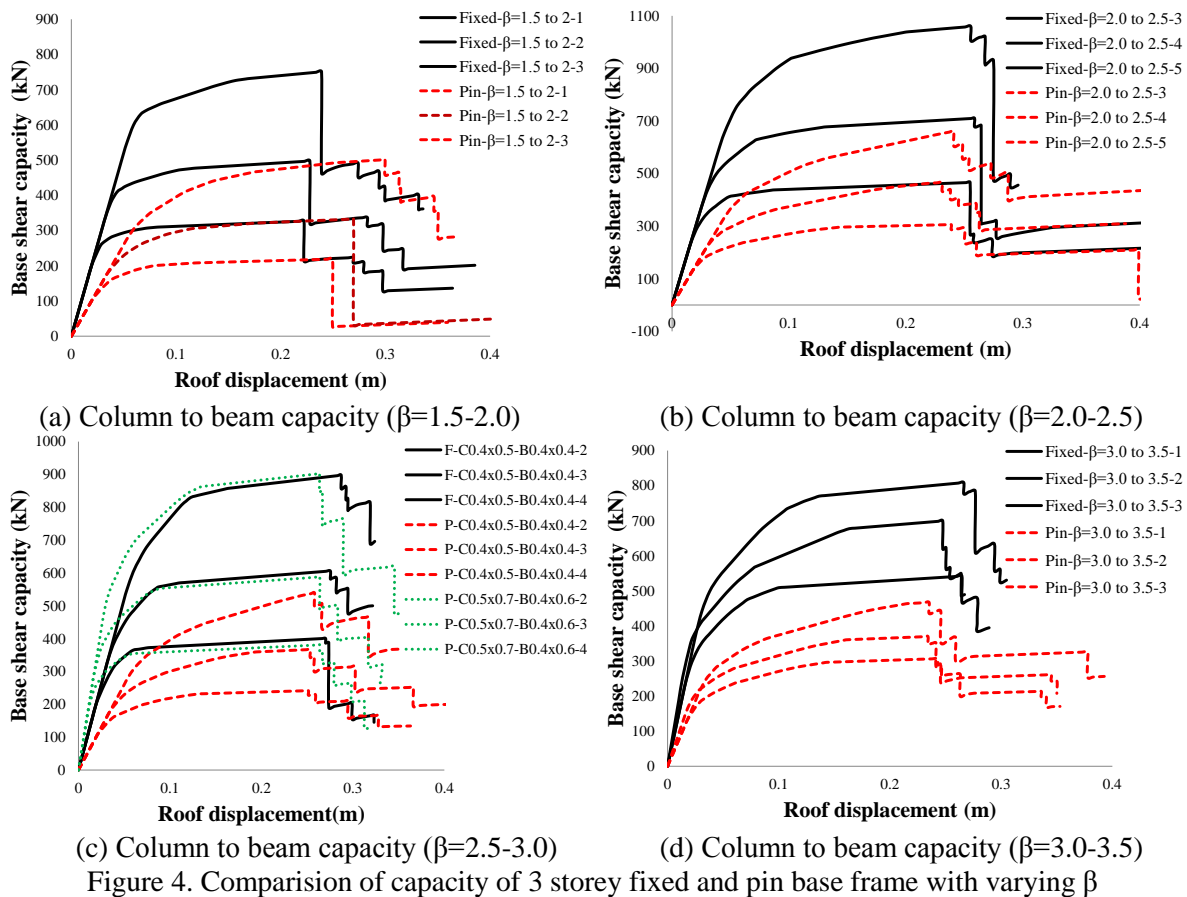 900
800
700
600
500
400
300
200
100
0
0 0.1 0.2 0.3 0.4
Base shear capacity (kN)
Roof displacement (m)
Fixed-β=1.5 to 2-1
Fixed-β=1.5 to 2-2
Fixed-β=1.5 to 2-3
Pin-β=1.5 to 2-1
Pin-β=1.5 to 2-2
Pin-β=1.5 to 2-3
(a) Column to beam capacity (β=1.5-2.0)
1100
900
700
500
300
100
-100
0 0.1 0.2 0.3 0.4
Base shear capacity (kN)
Roof displacement (m)
Fixed-β=2.0 to 2.5-3
Fixed-β=2.0 to 2.5-4
Fixed-β=2.0 to 2.5-5
Pin-β=2.0 to 2.5-3
Pin-β=2.0 to 2.5-4
Pin-β=2.0 to 2.5-5
(b) Column to beam capacity (β=2.0-2.5)
1000
900
800
700
600
500
400
300
200
100
0
0 0.1 0.2 0.3 0.4
Base shear capacity (kN)
Roof displacement(m)
F-C0.4x0.5-B0.4x0.4-2
F-C0.4x0.5-B0.4x0.4-3
F-C0.4x0.5-B0.4x0.4-4
P-C0.4x0.5-B0.4x0.4-2
P-C0.4x0.5-B0.4x0.4-3
P-C0.4x0.5-B0.4x0.4-4
P-C0.5x0.7-B0.4x0.6-2
P-C0.5x0.7-B0.4x0.6-3
P-C0.5x0.7-B0.4x0.6-4
(c) Column to beam capacity (β=2.5-3.0)
900
800
700
600
500
400
300
200
100
0
0 0.1 0.2 0.3 0.4
Base shear capacity (kN)
Roof displacement (m)
Fixed-β=3.0 to 3.5-1
Fixed-β=3.0 to 3.5-2
Fixed-β=3.0 to 3.5-3
Pin-β=3.0 to 3.5-1
Pin-β=3.0 to 3.5-2
Pin-β=3.0 to 3.5-3
(d) Column to beam capacity (β=3.0-3.5)
Figure 4. Comparision of capacity of 3 storey fixed and pin base frame with varying β